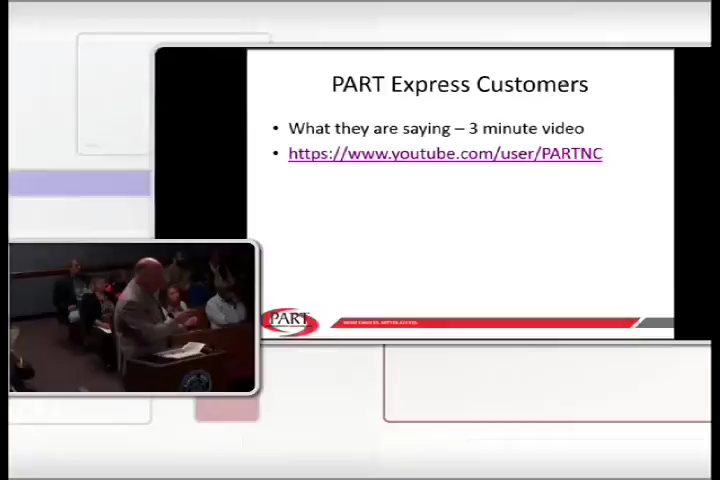 PART Express Customers
• What they are saying – 3 minute video
• https://www.youtube.com/user/PARTNC
PART